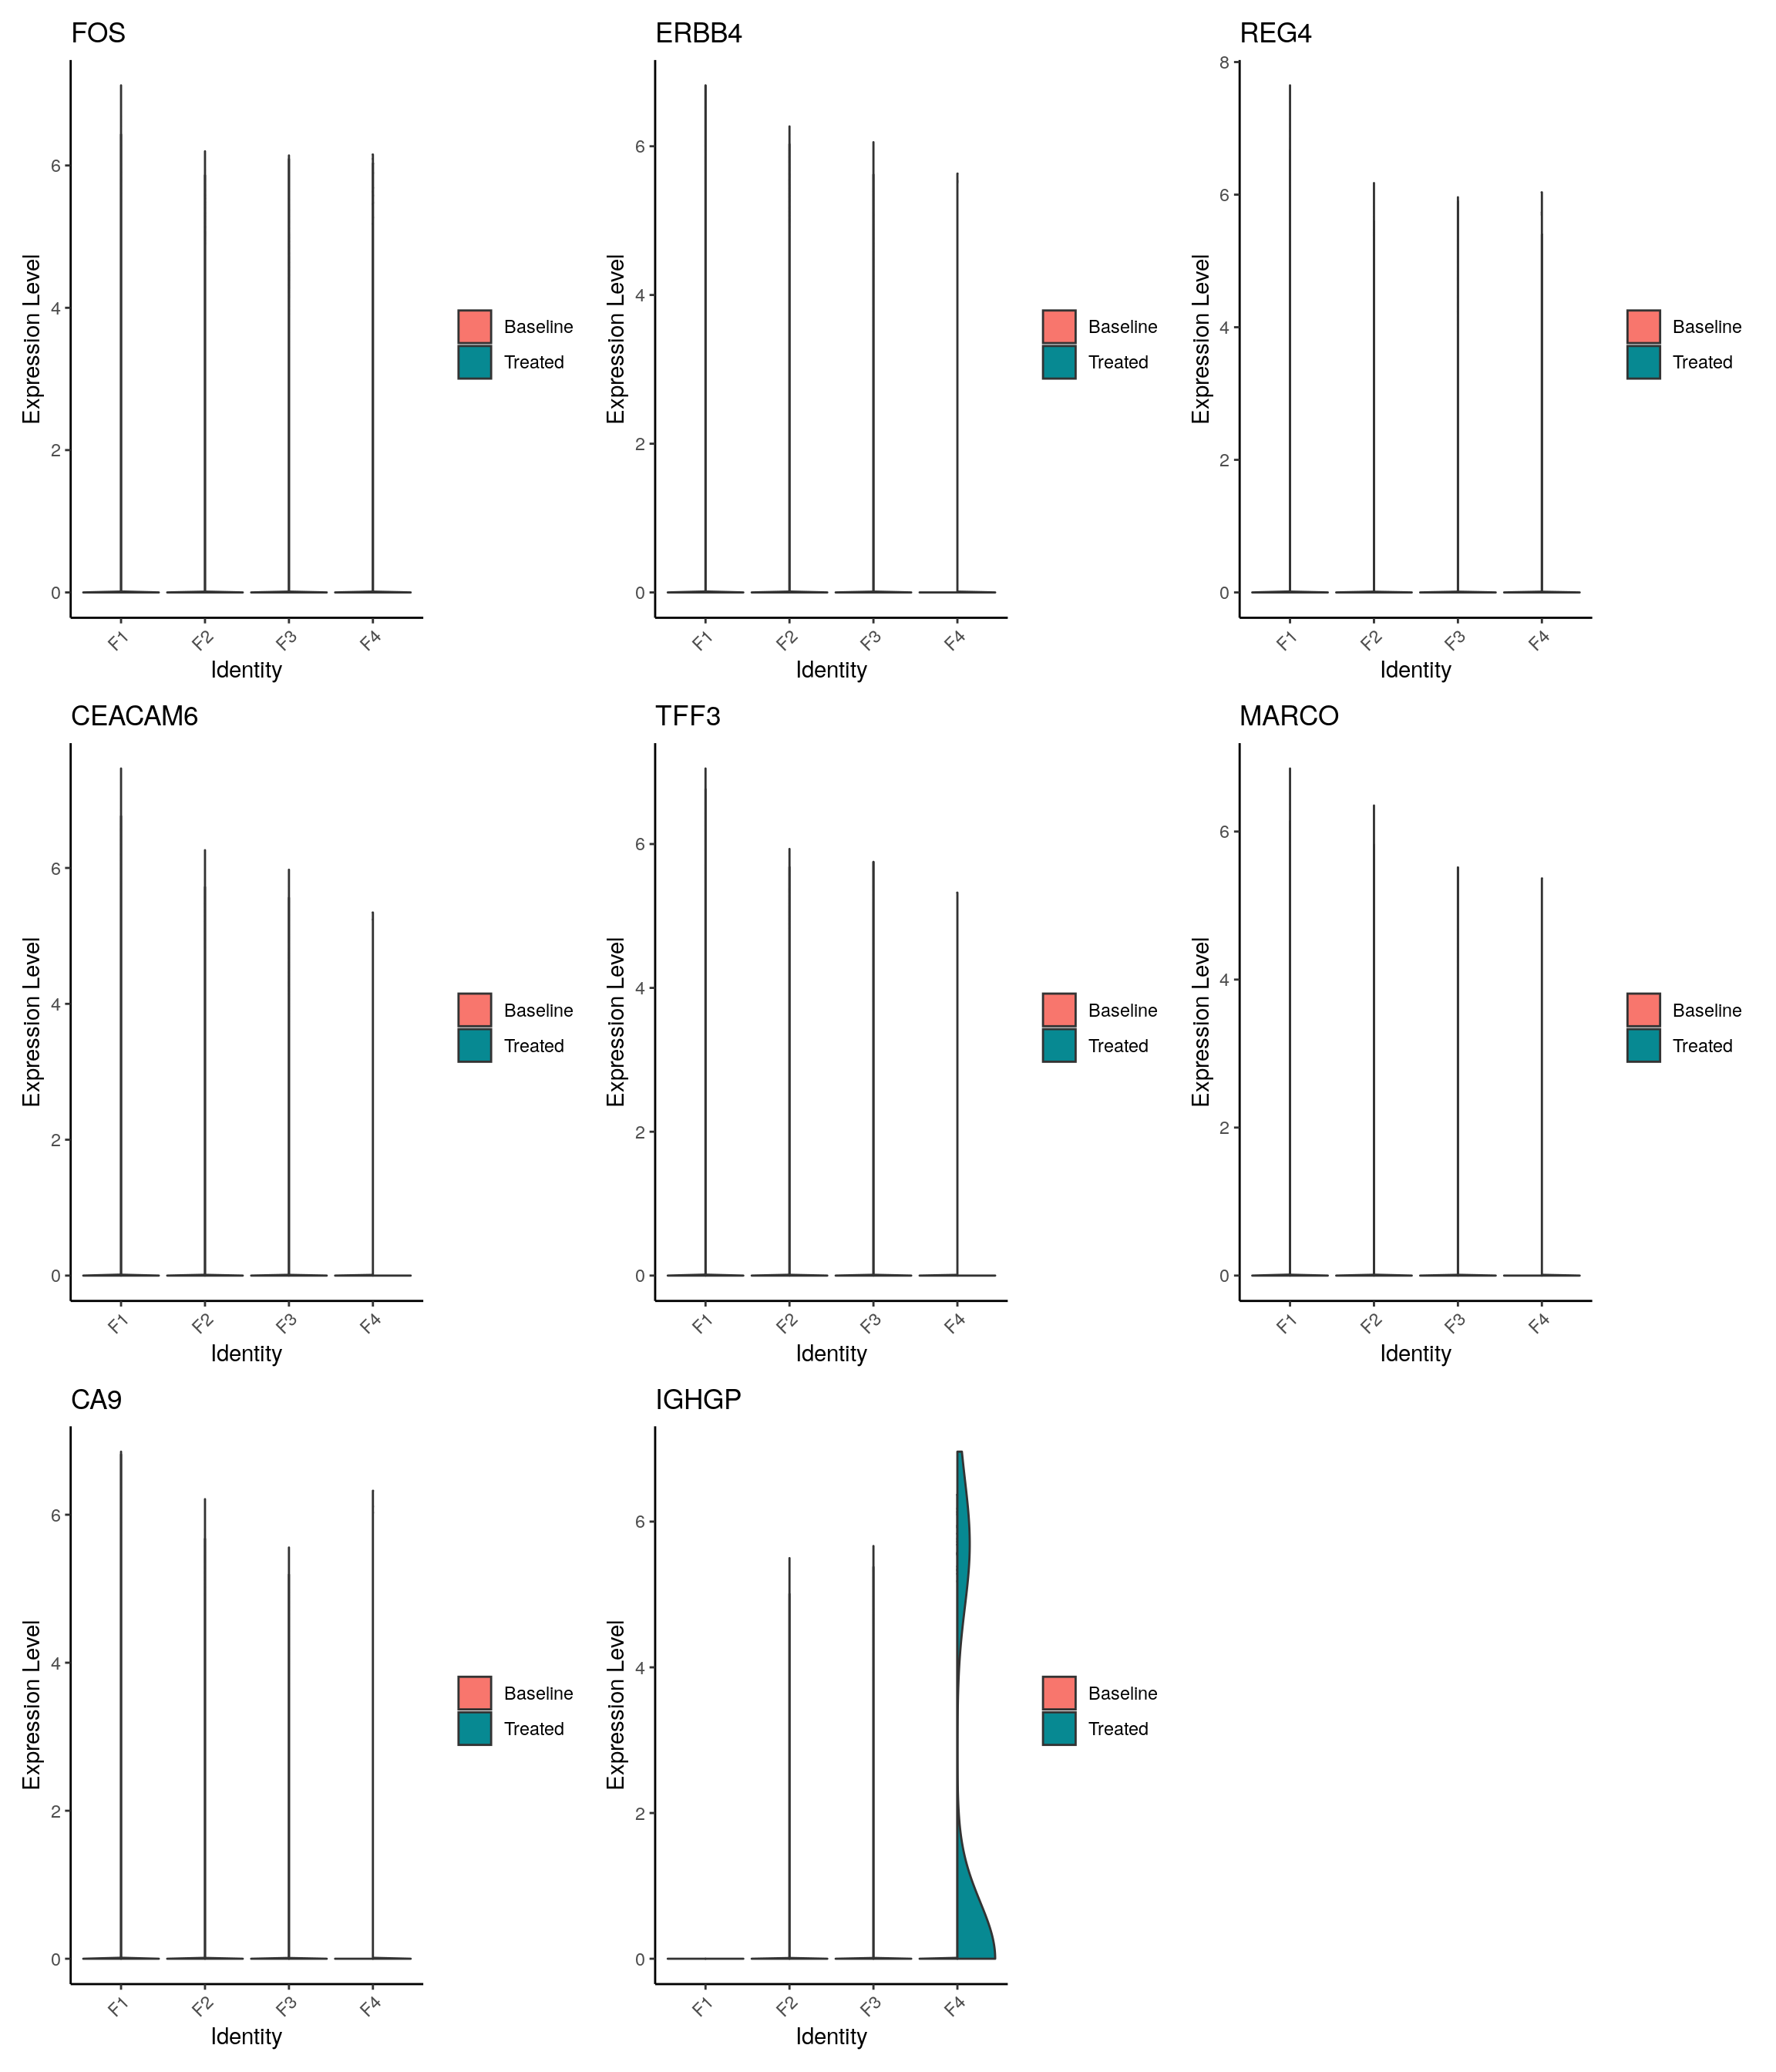 FOS
Expression Level
6
4
2
0
F1 F2 F3 F4
Identity
Baseline
Treated
ERBB4
Expression Level
6
4
2
0
F1 F2 F3 F4
Identity
Baseline
Treated
REG4
Expression Level
8
6
4
2
0
F1 F2 F3 F4
Identity
Baseline
Treated
CEACAM6
Expression Level
6
4
2
0
F1 F2 F3 F4
Identity
Baseline
Treated
TFF3
Expression Level
6
4
2
0
F1 F2 F3 F4
Identity
Baseline
Treated
MARCO
Expression Level
6
4
2
0
F1 F2 F3 F4
Identity
Baseline
Treated
CA9
Expression Level
6
4
2
0
F1 F2 F3 F4
Identity
Baseline
Treated
IGHGP
Expression Level
6
4
2
0
F1 F2 F3 F4
Identity
Baseline
Treated